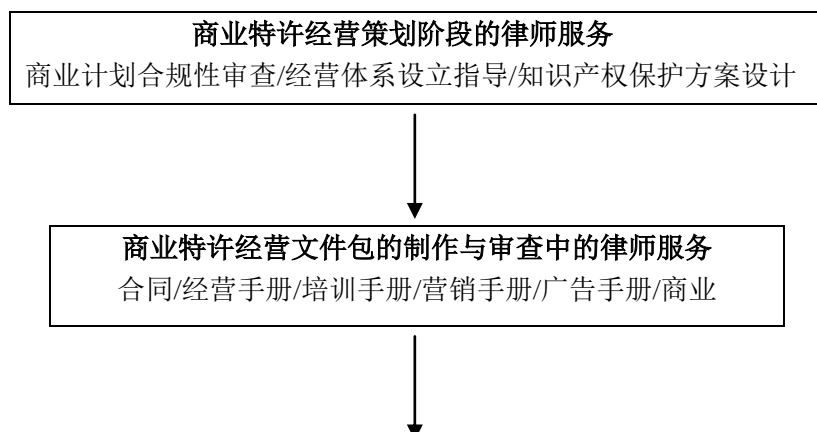 商业特许经营策划阶段的律师服务
商业计划合规性审查/经营体系设立指导/知识产权保护方案设计
商业特许经营文件包的制作与审查中的律师服务
合同/经营手册/培训手册/营销手册/广告手册/商业